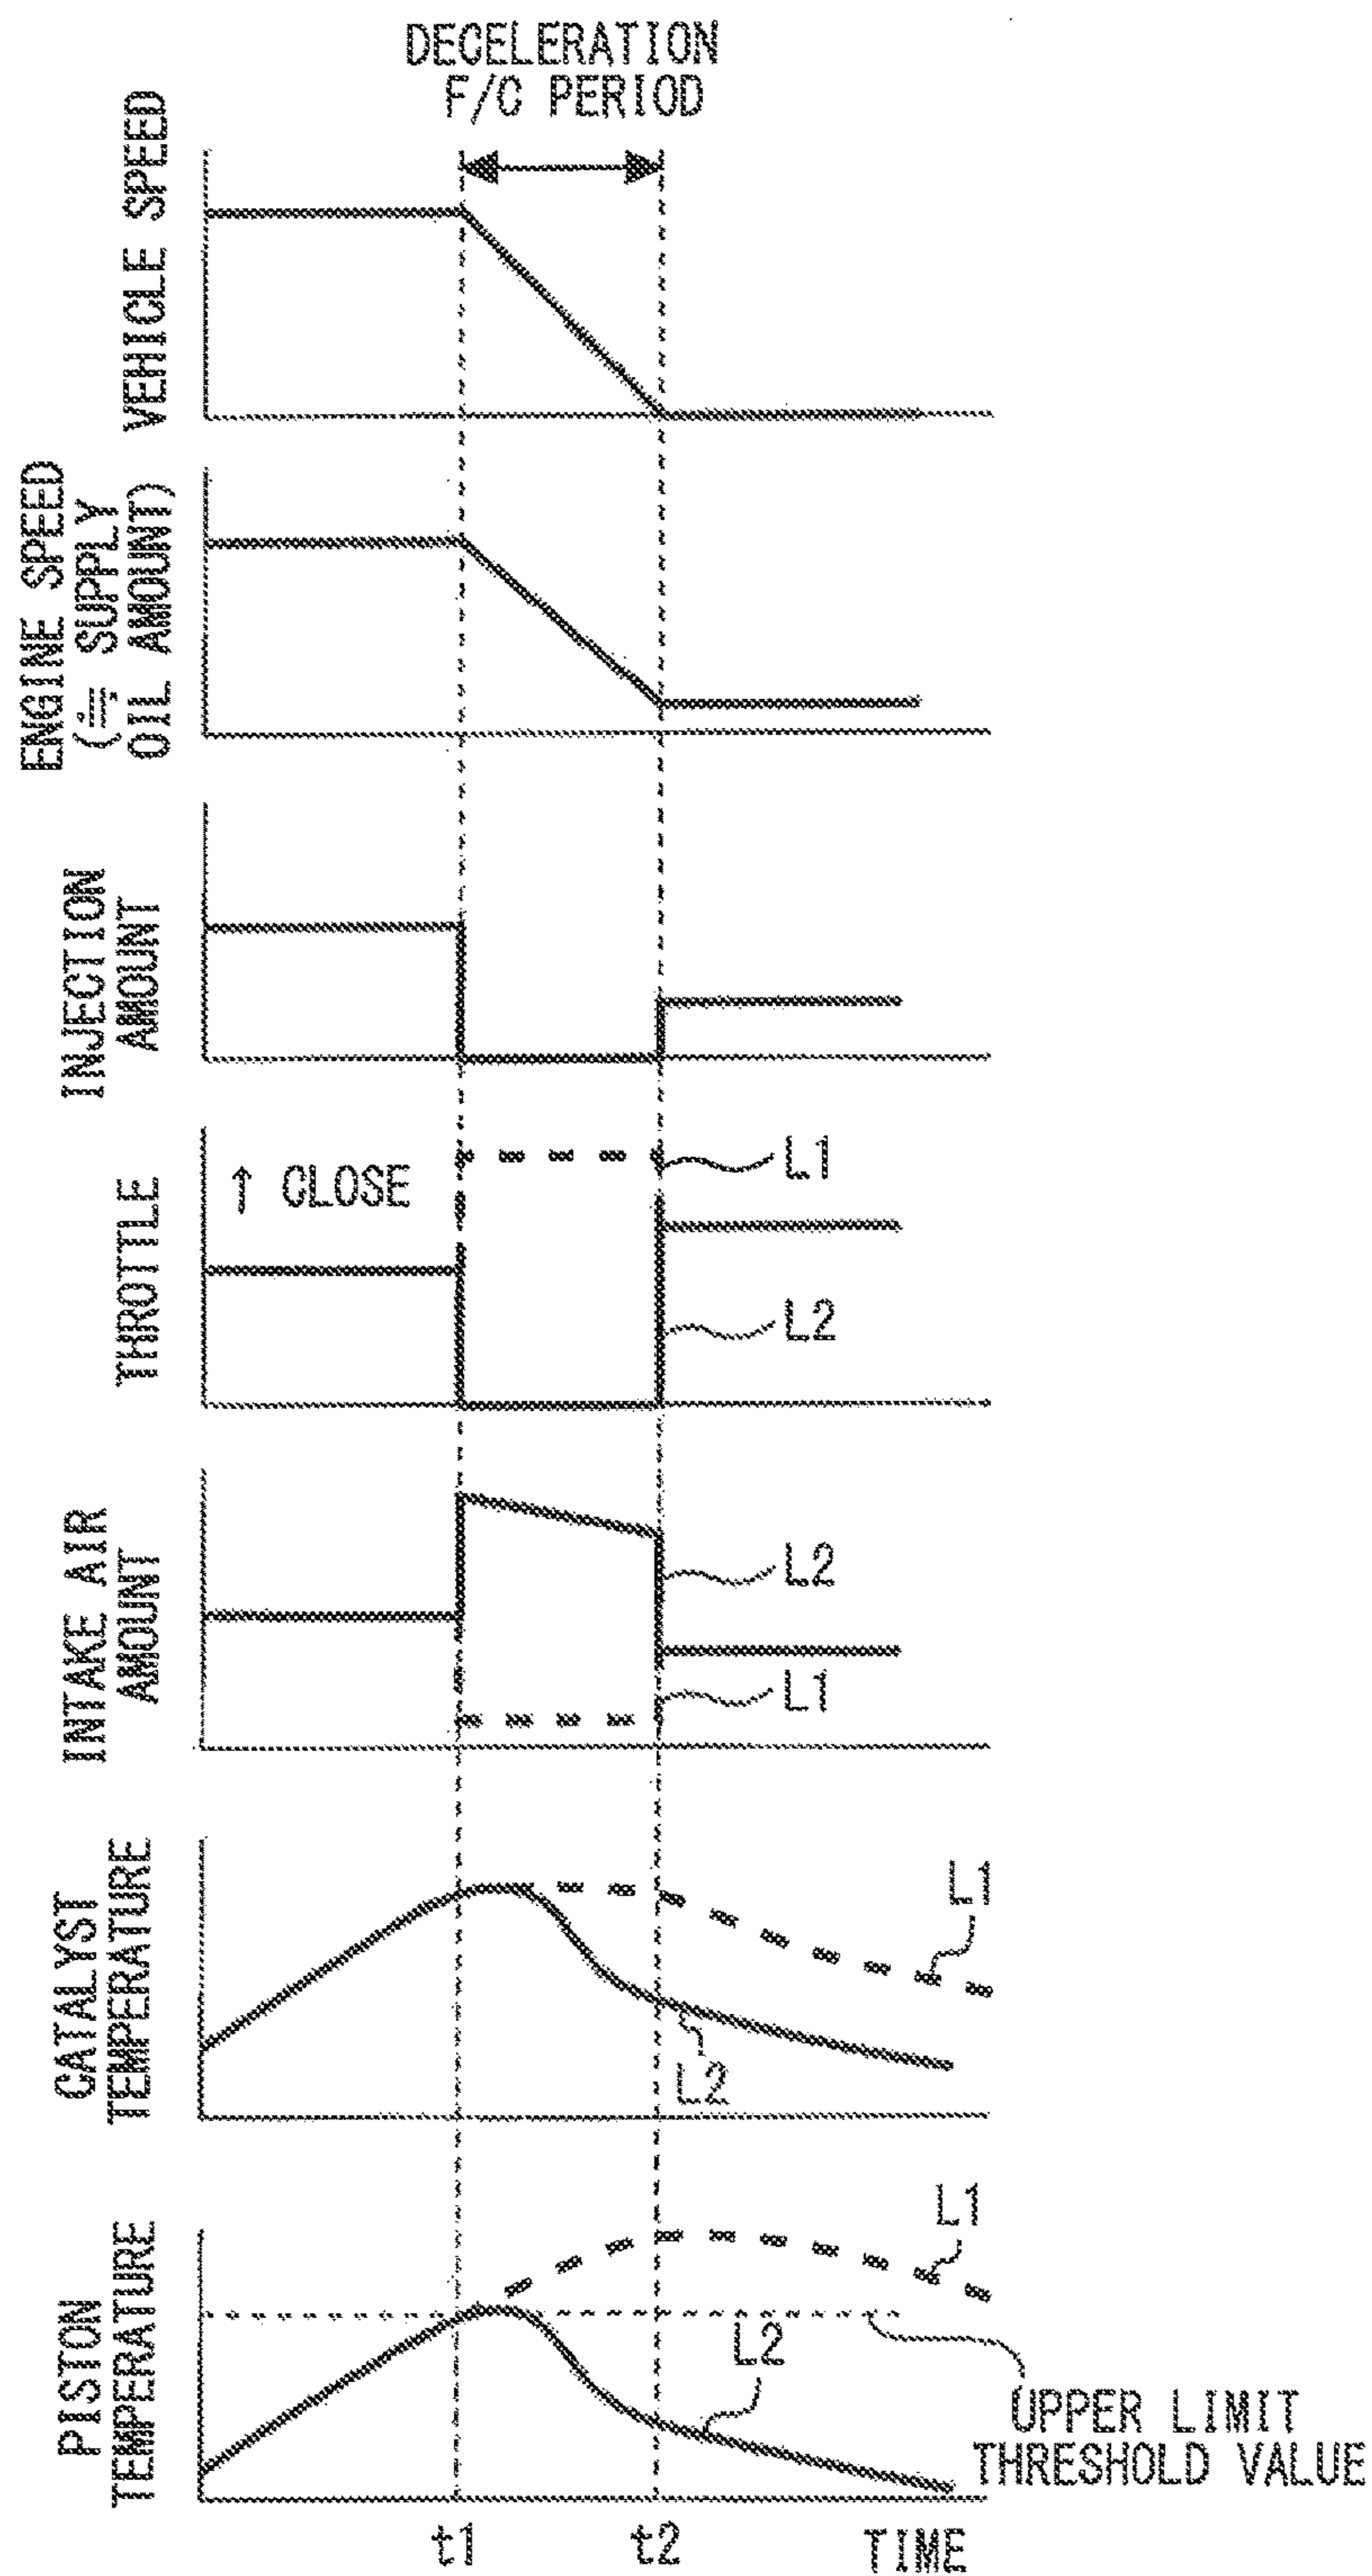 DECELERATION
F/C PERIOD
VEHICLE SPEED
ENGINE SPEED
(≒ SUPPLY
OIL AMOUNT)
INJECTION
AMOUNT
THROTTLE
↑ CLOSE
L1
L2
INTAKE AIR
AMOUNT
L2
L1
CATALYST
TEMPERATURE
L1
L2
PISTON
TEMPERATURE
L1
L2
UPPER LIMIT
THRESHOLD VALUE
t1
t2
TIME